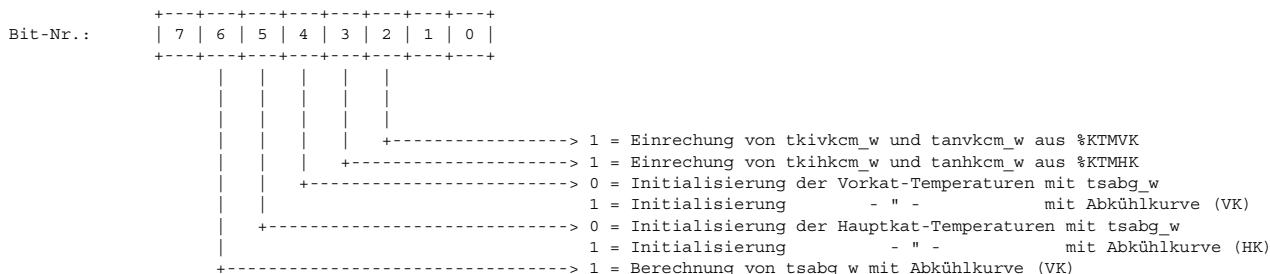 +---+---+---+---+---+---+---+---+
Bit-Nr.:    | 7 | 6 | 5 | 4 | 3 | 2 | 1 | 0 |
            +---+---+---+---+---+---+---+---+
+-----------------> 1 = Einrechung von tkivkcm_w und tanvkcm_w aus %KTMVK
+----------------------> 1 = Einrechung von tkihkcm_w und tanhkcm_w aus %KTMHK
+-------------------------> 0 = Initialisierung der Vorkat-Temperaturen mit tsabg_w
1 = Initialisierung - " - mit Abkühlkurve (VK)
+------------------------------> 0 = Initialisierung der Hauptkat-Temperaturen mit tsabg_w
1 = Initialisierung - " - mit Abkühlkurve (HK)
+----------------------------------> 1 = Berechnung von tsabg_w mit Abkühlkurve (VK)